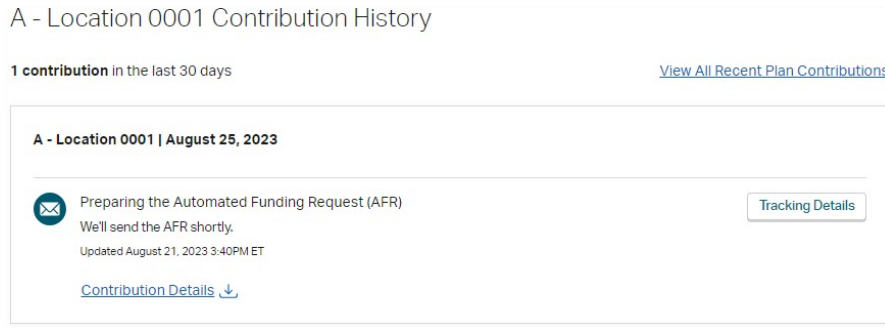 A - Location 0001 Contribution History
1 contribution in the last 30 days
View All Recent Plan Contributions
A - Location 0001 | August 25, 2023
Preparing the Automated Funding Request (AFR)
Tracking Details
We'll send the AFR shortly.
Updated August 21, 2023 3:40PM ET
Contribution Details